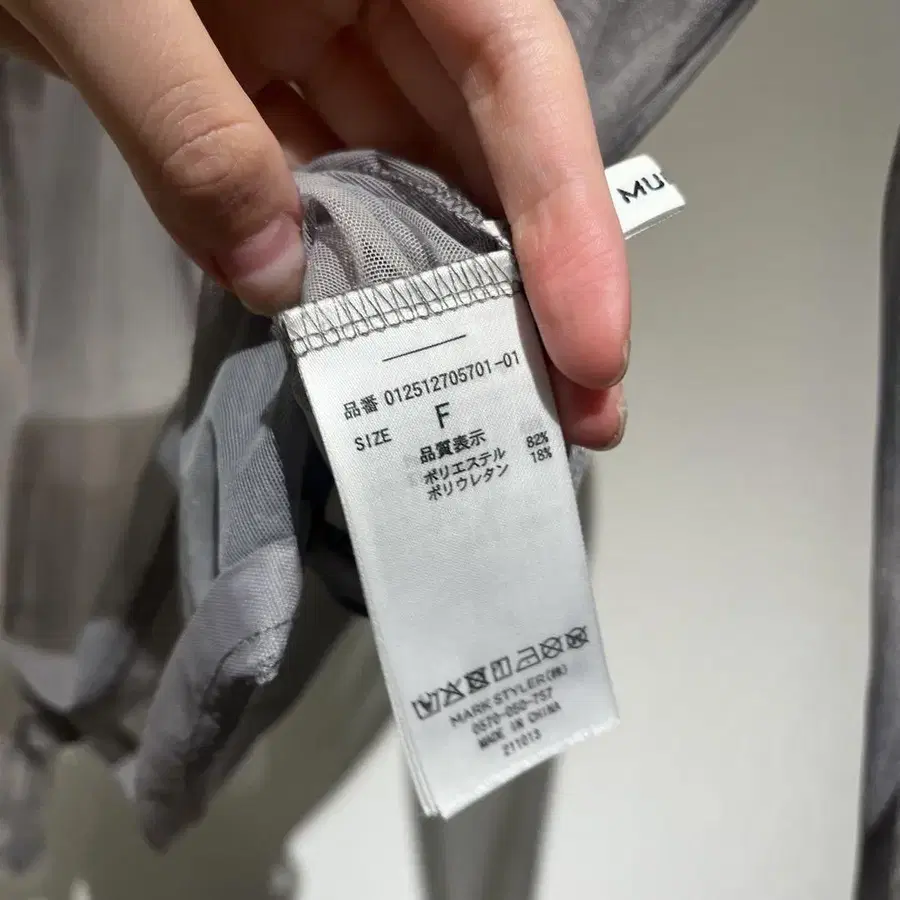 MU
品番 012512705701-01
SIZE F
品質表示
ポリエステル 82%
ポリウレタン 18%
MARK STYLER(株)
0570-050-757
MADE IN CHINA
211013